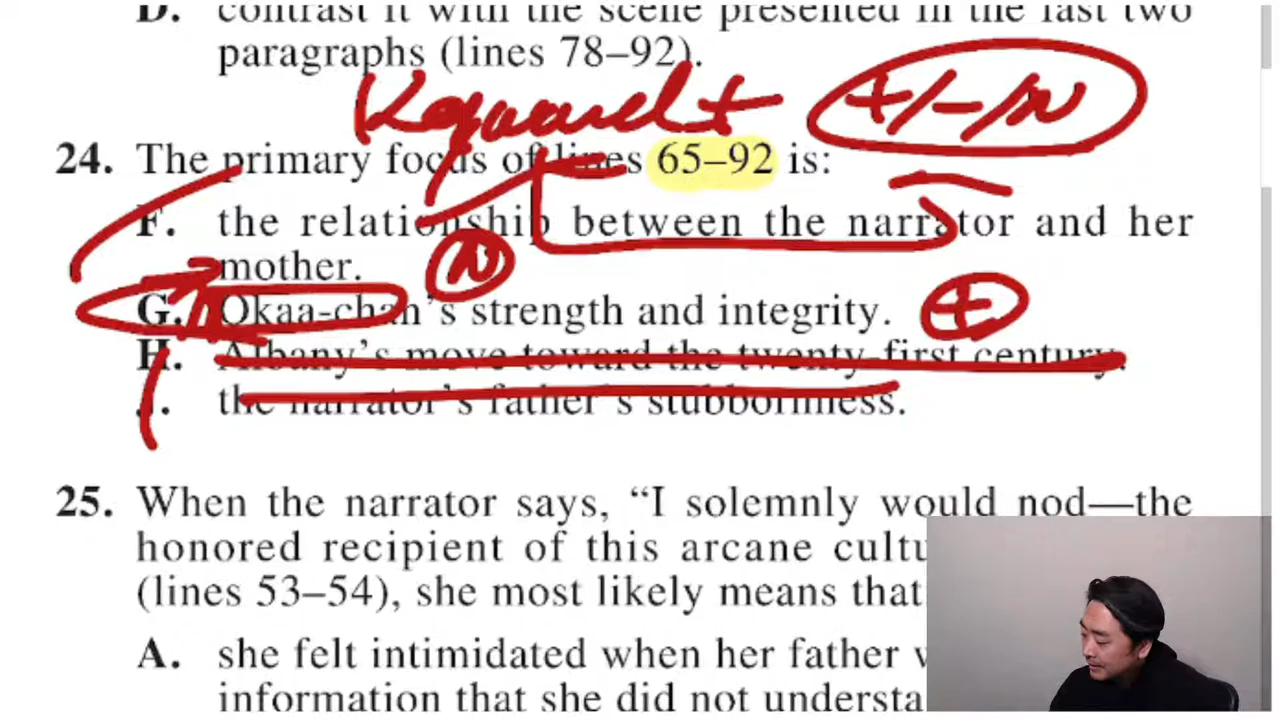 D. contrast it with the scene presented in the last two
paragraphs (lines 78–92).
Keyword +
+/-/N
24. The primary focus of lines 65–92 is:
F. the relationship between the narrator and her
mother.
N
G. Okaa-chan's strength and integrity.
+
H. Albany's move toward the twenty-first century.
J. the narrator's father's stubbornness.
25. When the narrator says, “I solemnly would nod—the
honored recipient of this arcane cultu
(lines 53–54), she most likely means that
A. she felt intimidated when her father w
information that she did not understa